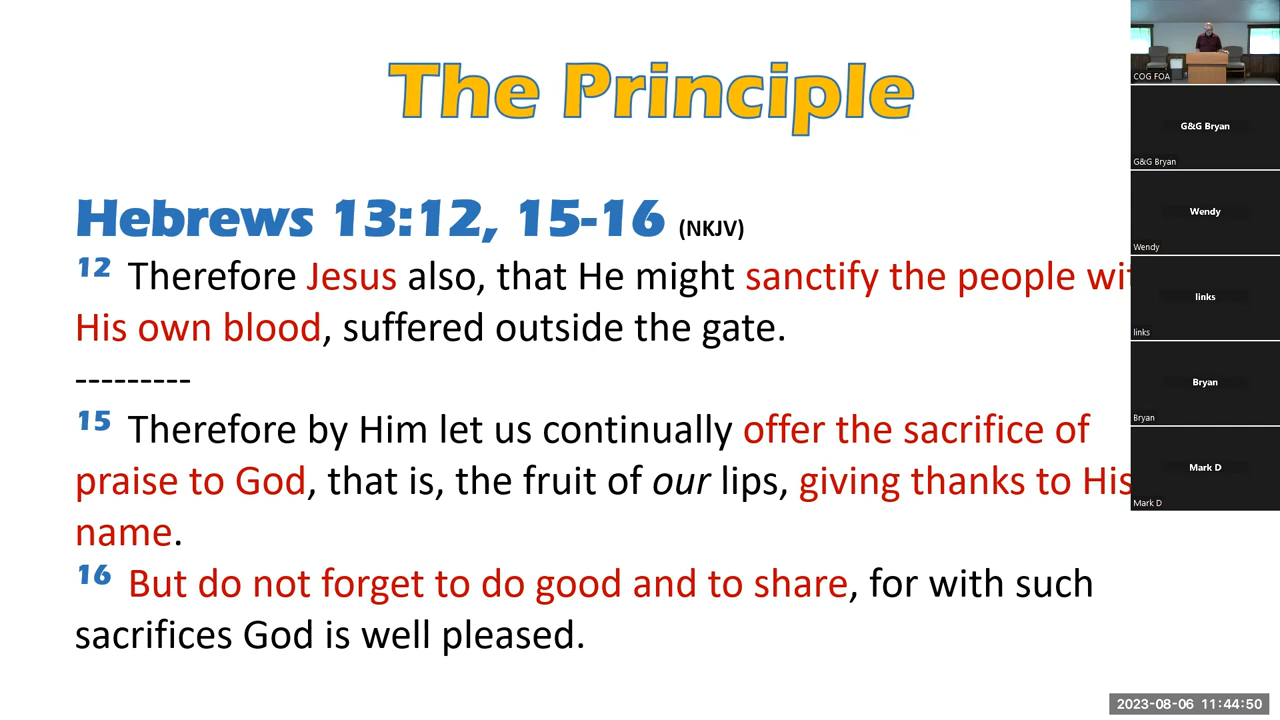 The Principle
Hebrews 13:12, 15-16 (NKJV)
12 Therefore Jesus also, that He might sanctify the people
His own blood, suffered outside the gate.
---------
15 Therefore by Him let us continually offer the sacrifice of
praise to God, that is, the fruit of our lips, giving thanks to His
name.
16 But do not forget to do good and to share, for with such
sacrifices God is well pleased.
COG FOA
G&G Bryan
G&G Bryan
Wendy
Wendy
links
links
Bryan
Bryan
Mark D
Mark D
2023-08-06 11:44:50